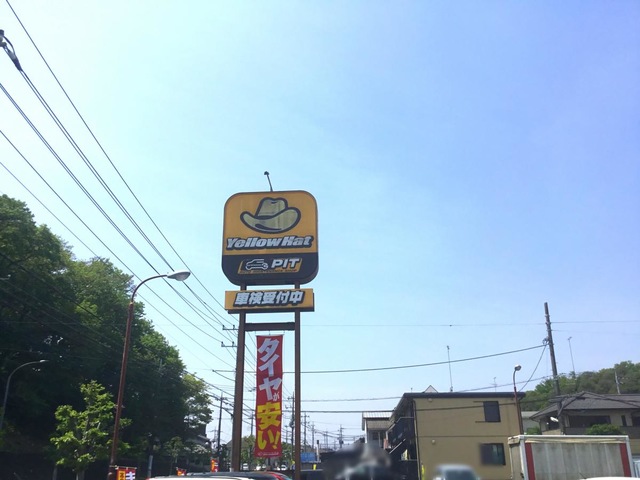 YellowHat
PIT
車検受付中
タイヤが安い!